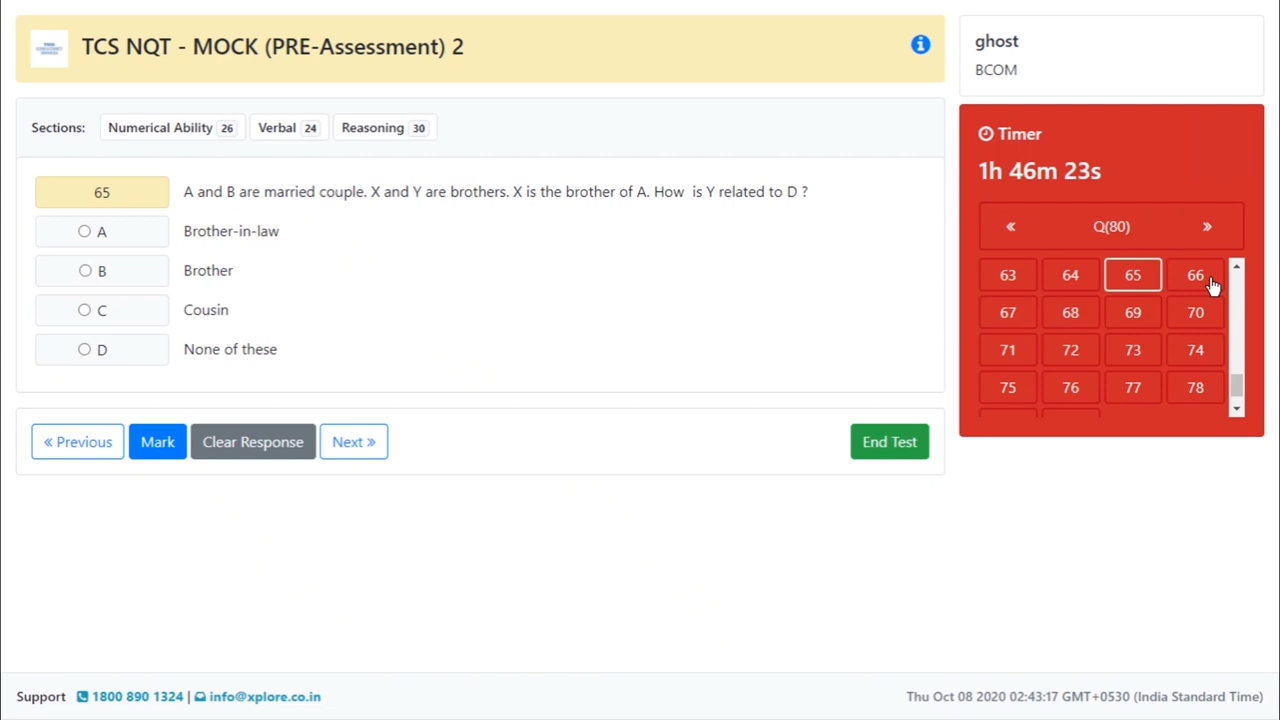 TCS NQT - MOCK (PRE-Assessment) 2
ghost
BCOM
Sections: Numerical Ability 26 Verbal 24 Reasoning 30
Timer
1h 46m 23s
« Q(80) »
63 64 65 66
67 68 69 70
71 72 73 74
75 76 77 78
65 A and B are married couple. X and Y are brothers. X is the brother of A. How is Y related to D ?
A Brother-in-law
B Brother
C Cousin
D None of these
« Previous Mark Clear Response Next » End Test
Support 1800 890 1324 | info@xplore.co.in
Thu Oct 08 2020 02:43:17 GMT+0530 (India Standard Time)